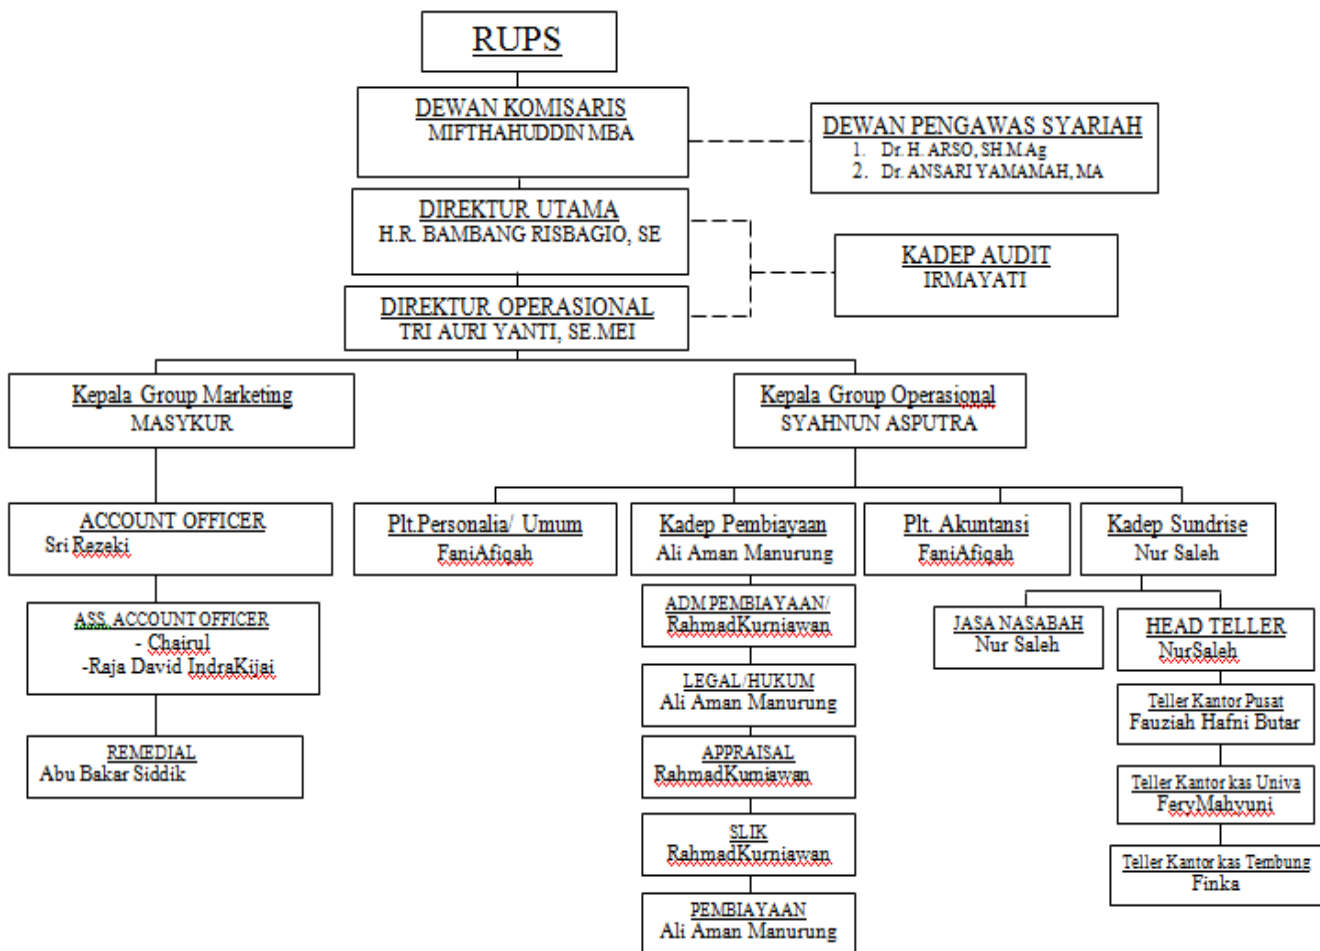 RUPS
DEWAN KOMISARIS
MIFTHAHUDDIN MBA
DEWAN PENGAWAS SYARIAH
1. Dr. H. ARSO, SH.M.Ag
2. Dr. ANSARI YAMAMAH, MA
DIREKTUR UTAMA
H.R. BAMBANG RISBAGIO, SE
KADEP AUDIT
IRMAYATI
DIREKTUR OPERASIONAL
TRI AURI YANTI, SE.MEI
Kepala Group Marketing
MASYKUR
Kepala Group Operasional
SYAHNUN ASPUTRA
ACCOUNT OFFICER
Sri Rezeki
Plt.Personalia/ Umum
FaniAfiqah
Kadep Pembiayaan
Ali Aman Manurung
Plt. Akuntansi
FaniAfiqah
Kadep Sundrise
Nur Saleh
ASS. ACCOUNT OFFICER
- Chairul
-Raja David IndraKijai
REMEDIAL
Abu Bakar Siddik
ADM PEMBIAYAAN/
RahmadKurniawan
LEGAL/HUKUM
Ali Aman Manurung
APPRAISAL
RahmadKurniawan
SLIK
RahmadKurniawan
PEMBIAYAAN
Ali Aman Manurung
JASA NASABAH
Nur Saleh
HEAD TELLER
NurSaleh
Teller Kantor Pusat
Fauziah Hafni Butar
Teller Kantor kas Univa
FeryMahyuni
Teller Kantor kas Tembung
Finka